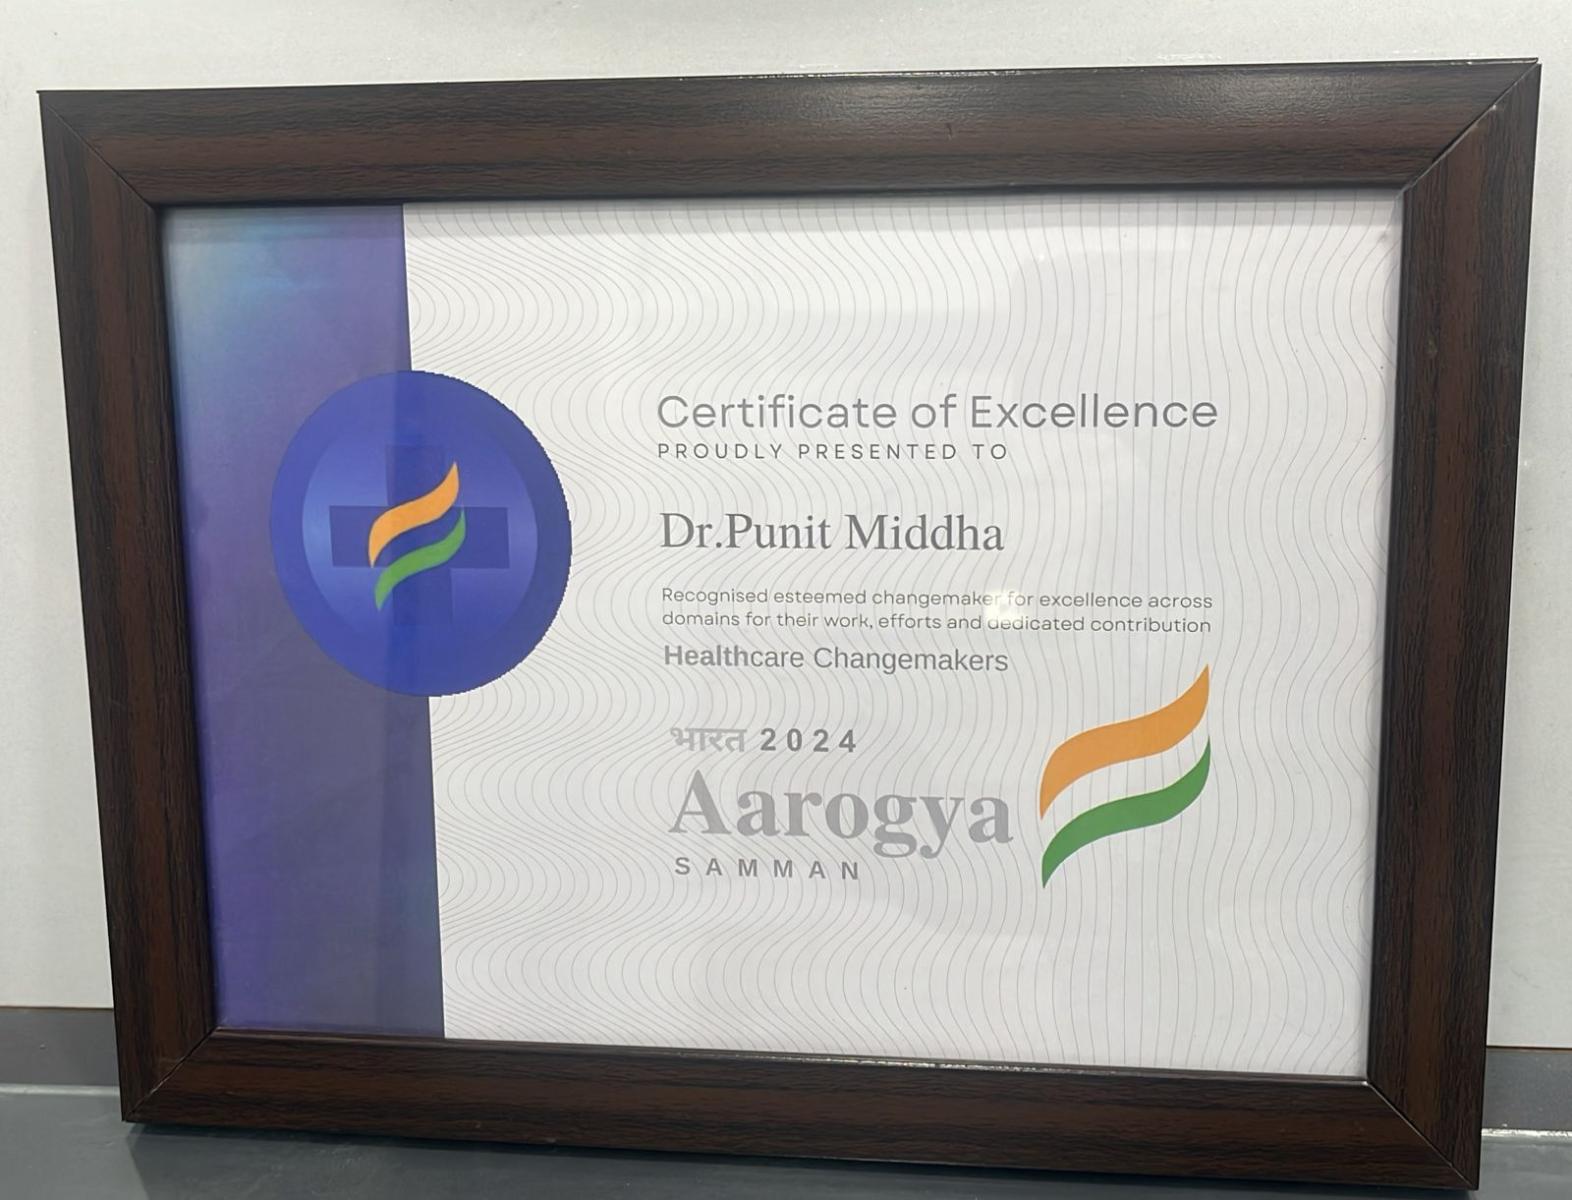 Certificate of Excellence
PROUDLY PRESENTED TO
Dr.Punit Middha
Recognised esteemed changemaker for excellence across
domains for their work, efforts and dedicated contribution
Healthcare Changemakers
भारत 2024
Aarogya
SAMMAN